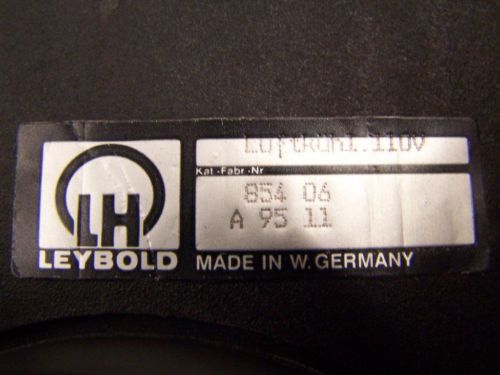 Luftkühl.110V
Kat.-Fabr.-Nr
854 06
A 95 11
LH
LEYBOLD
MADE IN W. GERMANY